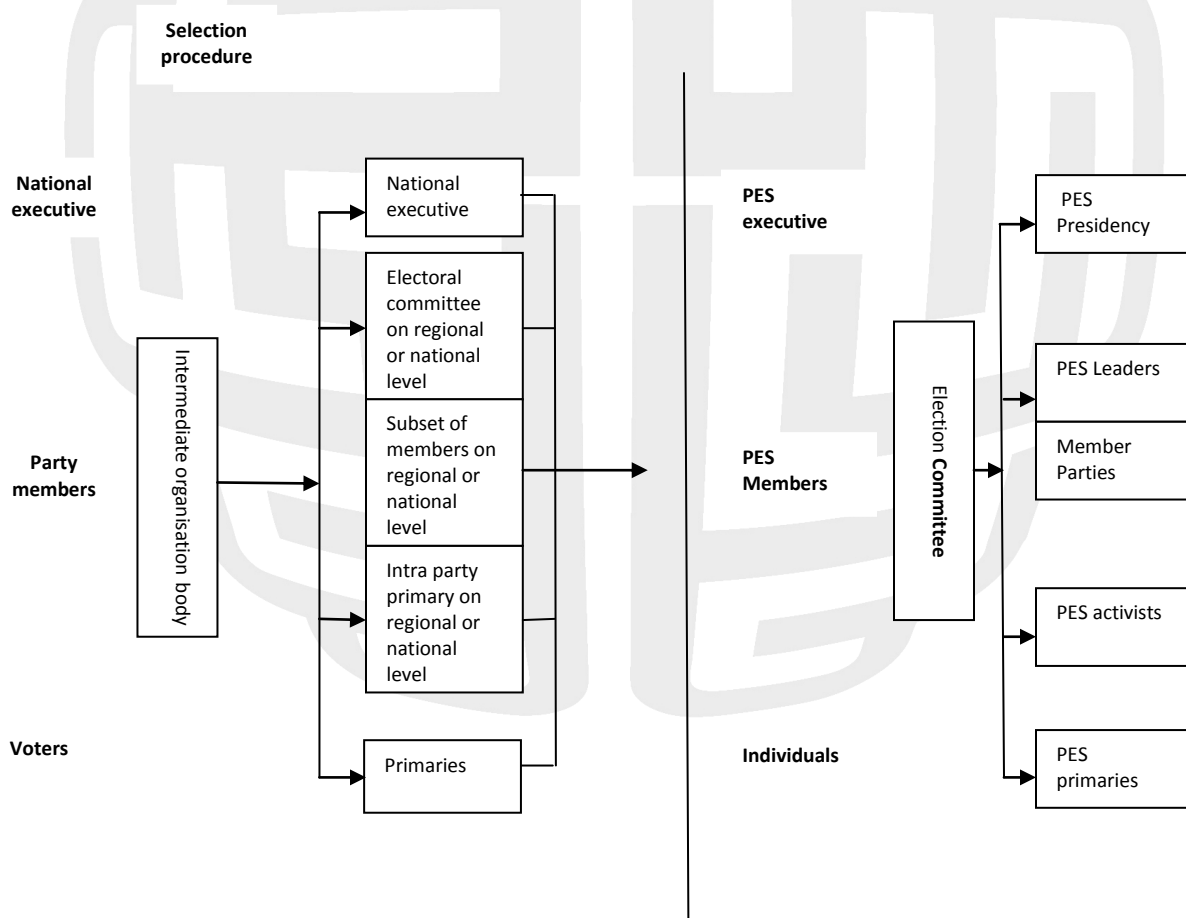 Selection
procedure
National
executive
Party
members
Voters
Intermediate organisation body
National
executive
Electoral
committee
on regional
or national
level
Subset of
members on
regional or
national
level
Intra party
primary on
regional or
national
level
Primaries
PES
executive
PES
Members
Individuals
Election Committee
PES
Presidency
PES Leaders
Member
Parties
PES activists
PES
primaries